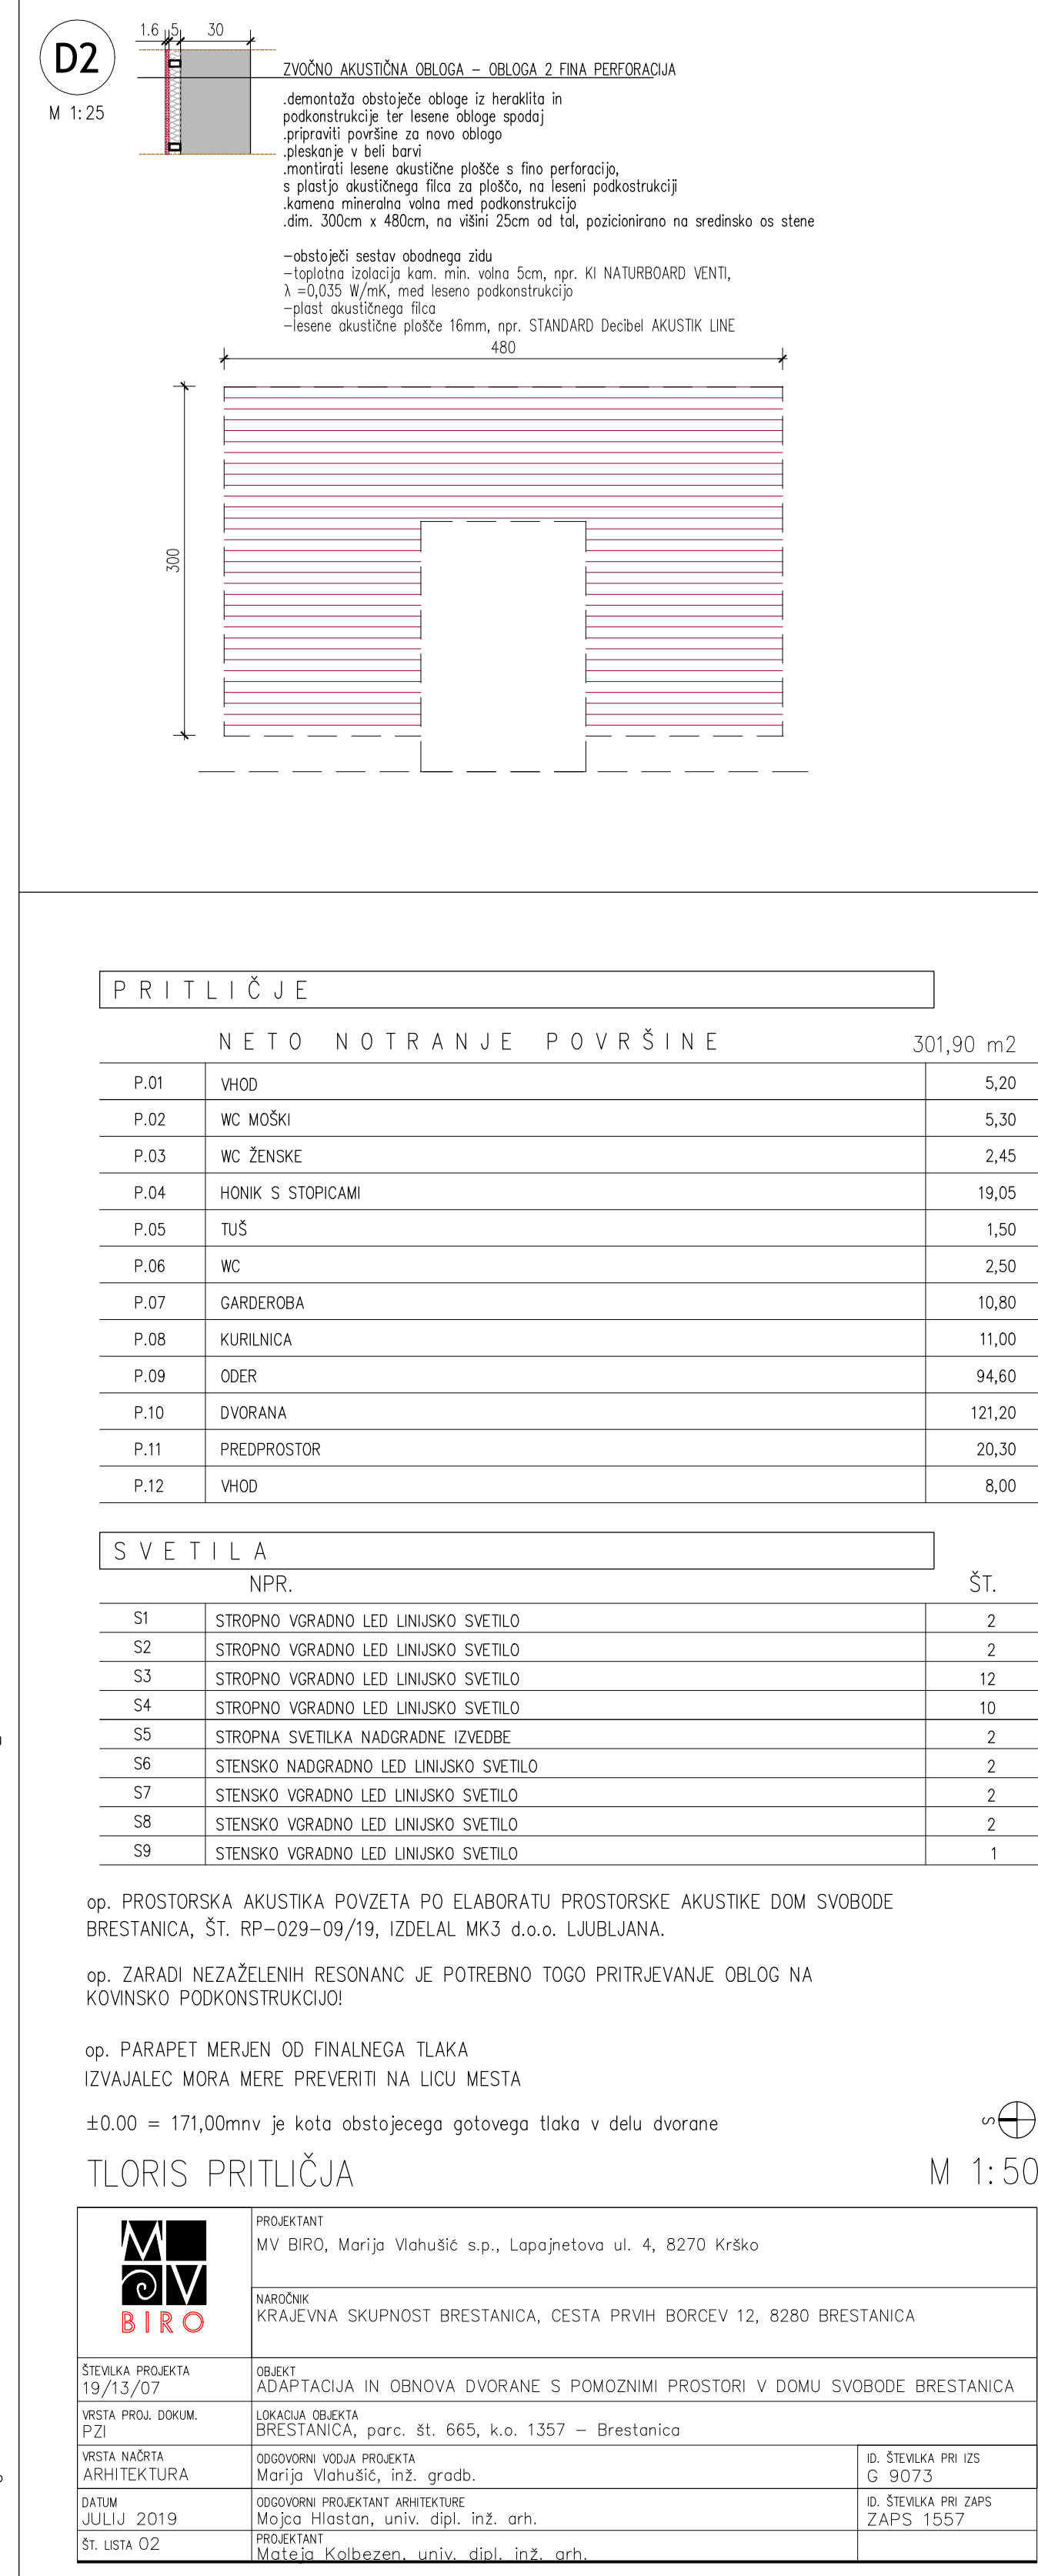 D2
M 1:25
1.6 5 30
ZVOČNO AKUSTIČNA OBLOGA – OBLOGA 2 FINA PERFORACIJA
.demontaža obstoječe obloge iz heraklita in
podkonstrukcije ter lesene obloge spodaj
.pripraviti površine za novo oblogo
.pleskanje v beli barvi
.montirati lesene akustične plošče s fino perforacijo,
s plastjo akustičnega filca za ploščo, na leseni podkostrukciji
.kamena mineralna volna med podkonstrukcijo
.dim. 300cm x 480cm, na višini 25cm od tal, pozicionirano na sredinsko os stene
–obstoječi sestav obodnega zidu
–toplotna izolacija kam. min. volna 5cm, npr. KI NATURBOARD VENTI,
λ =0,035 W/mK, med leseno podkonstrukcijo
–plast akustičnega filca
–lesene akustične plošče 16mm, npr. STANDARD Decibel AKUSTIK LINE
480
300
PRITLIČJE
NETO NOTRANJE POVRŠINE 301,90 m2
P.01 VHOD 5,20
P.02 WC MOŠKI 5,30
P.03 WC ŽENSKE 2,45
P.04 HONIK S STOPICAMI 19,05
P.05 TUŠ 1,50
P.06 WC 2,50
P.07 GARDEROBA 10,80
P.08 KURILNICA 11,00
P.09 ODER 94,60
P.10 DVORANA 121,20
P.11 PREDPROSTOR 20,30
P.12 VHOD 8,00
SVETILA
NPR. ŠT.
S1 STROPNO VGRADNO LED LINIJSKO SVETILO 2
S2 STROPNO VGRADNO LED LINIJSKO SVETILO 2
S3 STROPNO VGRADNO LED LINIJSKO SVETILO 12
S4 STROPNO VGRADNO LED LINIJSKO SVETILO 10
S5 STROPNA SVETILKA NADGRADNE IZVEDBE 2
S6 STENSKO NADGRADNO LED LINIJSKO SVETILO 2
S7 STENSKO VGRADNO LED LINIJSKO SVETILO 2
S8 STENSKO VGRADNO LED LINIJSKO SVETILO 2
S9 STENSKO VGRADNO LED LINIJSKO SVETILO 1
op. PROSTORSKA AKUSTIKA POVZETA PO ELABORATU PROSTORSKE AKUSTIKE DOM SVOBODE
BRESTANICA, ŠT. RP–029–09/19, IZDELAL MK3 d.o.o. LJUBLJANA.
op. ZARADI NEZAŽELENIH RESONANC JE POTREBNO TOGO PRITRJEVANJE OBLOG NA
KOVINSKO PODKONSTRUKCIJO!
op. PARAPET MERJEN OD FINALNEGA TLAKA
IZVAJALEC MORA MERE PREVERITI NA LICU MESTA
±0.00 = 171,00mnv je kota obstojecega gotovega tlaka v delu dvorane
S
TLORIS PRITLIČJA M 1:50
MV
BIRO
PROJEKTANT
MV BIRO, Marija Vlahušić s.p., Lapajnetova ul. 4, 8270 Krško
NAROČNIK
KRAJEVNA SKUPNOST BRESTANICA, CESTA PRVIH BORCEV 12, 8280 BRESTANICA
ŠTEVILKA PROJEKTA
19/13/07
OBJEKT
ADAPTACIJA IN OBNOVA DVORANE S POMOZNIMI PROSTORI V DOMU SVOBODE BRESTANICA
VRSTA PROJ. DOKUM.
PZI
LOKACIJA OBJEKTA
BRESTANICA, parc. št. 665, k.o. 1357 – Brestanica
VRSTA NAČRTA
ARHITEKTURA
ODGOVORNI VODJA PROJEKTA
Marija Vlahušić, inž. gradb.
ID. ŠTEVILKA PRI IZS
G 9073
DATUM
JULIJ 2019
ODGOVORNI PROJEKTANT ARHITEKTURE
Mojca Hlastan, univ. dipl. inž. arh.
ID. ŠTEVILKA PRI ZAPS
ZAPS 1557
ŠT. LISTA 02
PROJEKTANT
Mateja Kolbezen, univ. dipl. inž. arh.